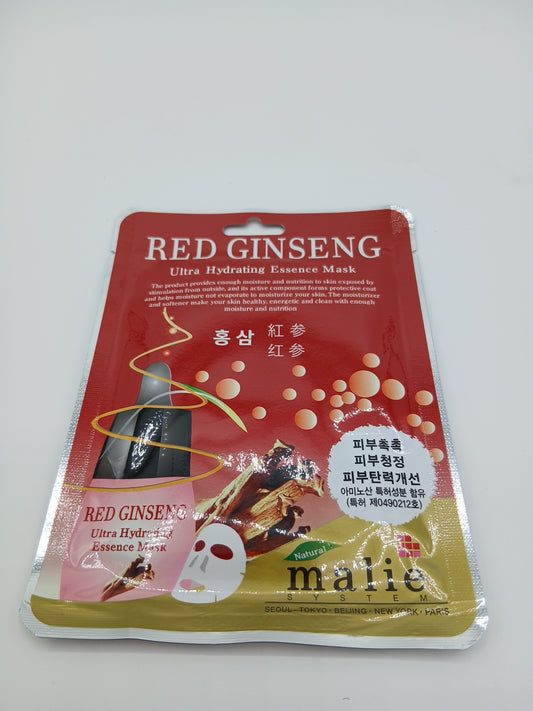 RED GINSENG
Ultra Hydrating Essence Mask
The product provides enough moisture and nutrition to skin exposed by
stimulation from outside, and its active component forms protective coat
and helps moisture not evaporate to moisturize your skin. The moisturizer
and softener make your skin healthy, energetic and clean with enough
moisture and nutrition
홍삼 紅参
红参
피부촉촉
피부청정
피부탄력개선
아미노산 특허성분 함유
(특허 제0490212호)
RED GINSENG
Ultra Hydrating
Essence Mask
Natural
malie
SYSTEM
SEOUL · TOKYO · BEIJING · NEW YORK · PARIS